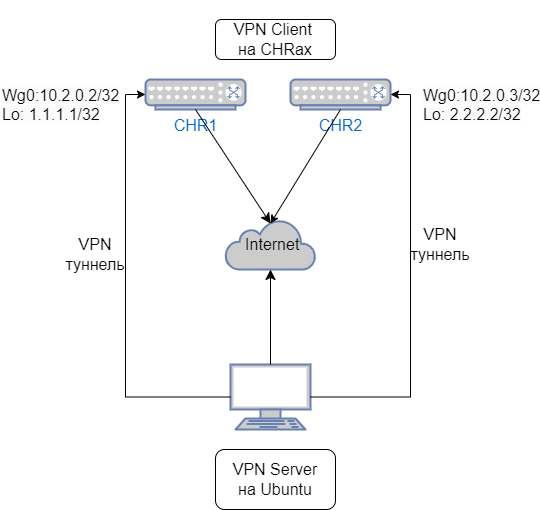 VPN Client
на CHRах
Wg0:10.2.0.2/32
Lo: 1.1.1.1/32
CHR1
CHR2
Wg0:10.2.0.3/32
Lo: 2.2.2.2/32
Internet
VPN
туннель
VPN
туннель
VPN Server
на Ubuntu